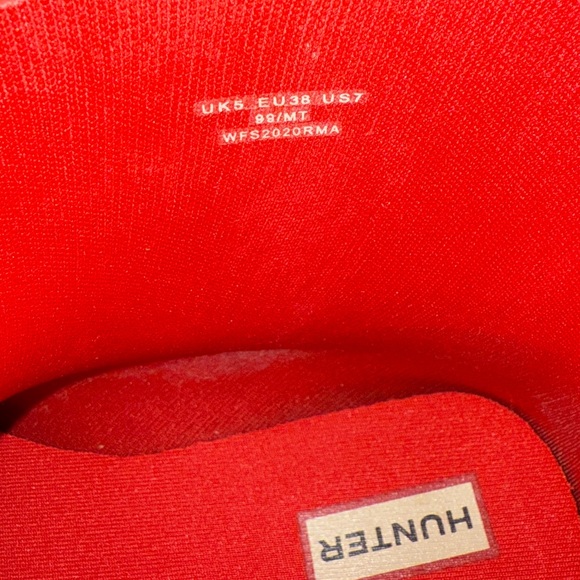 UK5 EU38 US7
99/MT
WFS2020RMA
HUNTER